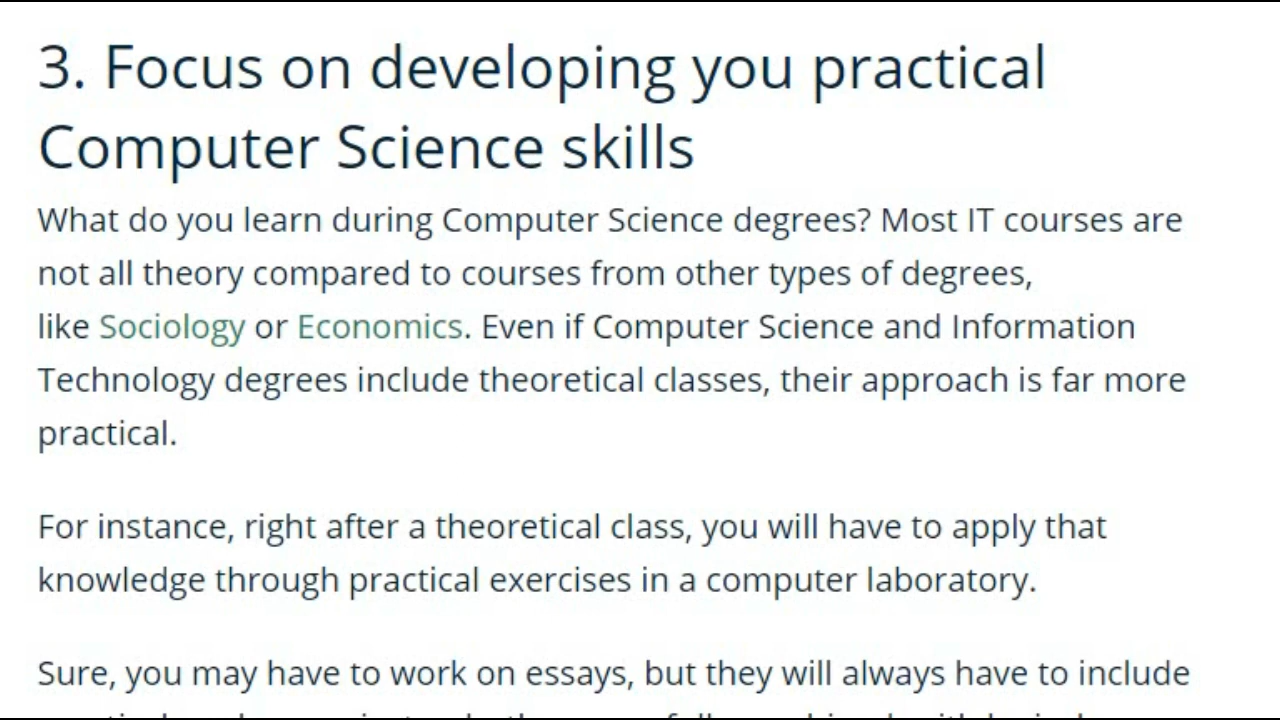 3. Focus on developing you practical
Computer Science skills
What do you learn during Computer Science degrees? Most IT courses are
not all theory compared to courses from other types of degrees,
like Sociology or Economics. Even if Computer Science and Information
Technology degrees include theoretical classes, their approach is far more
practical.
For instance, right after a theoretical class, you will have to apply that
knowledge through practical exercises in a computer laboratory.
Sure, you may have to work on essays, but they will always have to include